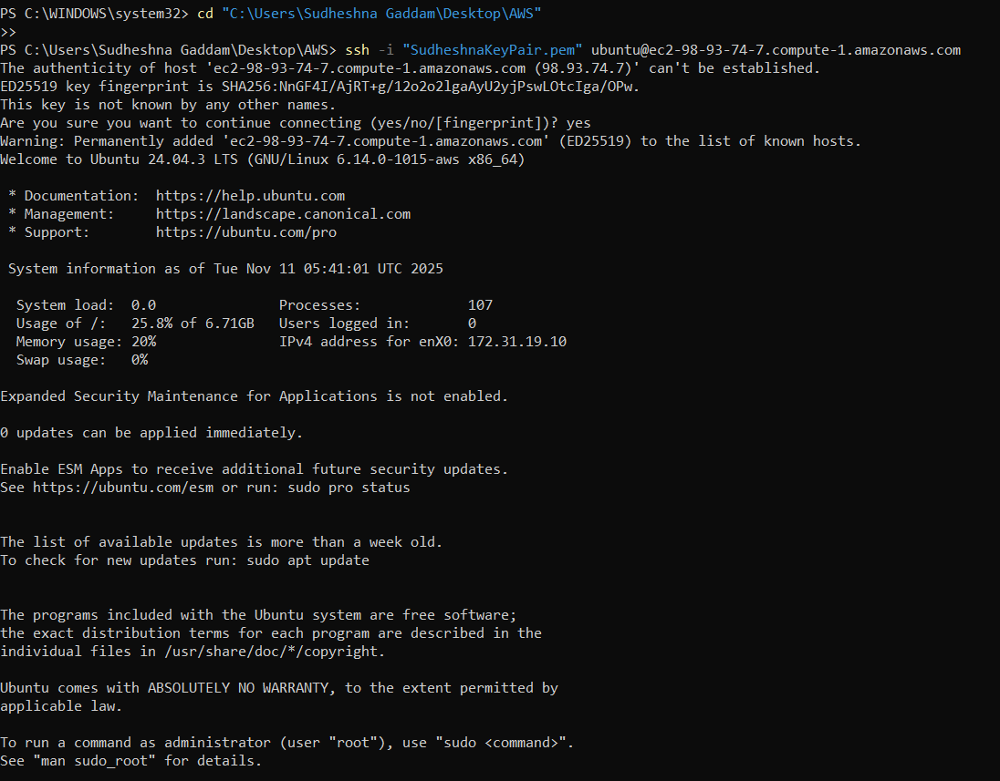 PS C:\WINDOWS\system32> cd "C:\Users\Sudheshna Gaddam\Desktop\AWS"
>>
PS C:\Users\Sudheshna Gaddam\Desktop\AWS> ssh -i "SudheshnaKeyPair.pem" ubuntu@ec2-98-93-74-7.compute-1.amazonaws.com
The authenticity of host 'ec2-98-93-74-7.compute-1.amazonaws.com (98.93.74.7)' can't be established.
ED25519 key fingerprint is SHA256:NnGF4I/AjRT+g/12o2o2lgaAyU2yjPswLOtcIga/OPw.
This key is not known by any other names.
Are you sure you want to continue connecting (yes/no/[fingerprint])? yes
Warning: Permanently added 'ec2-98-93-74-7.compute-1.amazonaws.com' (ED25519) to the list of known hosts.
Welcome to Ubuntu 24.04.3 LTS (GNU/Linux 6.14.0-1015-aws x86_64)
* Documentation:  https://help.ubuntu.com
* Management:     https://landscape.canonical.com
* Support:        https://ubuntu.com/pro
System information as of Tue Nov 11 05:41:01 UTC 2025
System load:  0.0               Processes:             107
Usage of /:   25.8% of 6.71GB   Users logged in:       0
Memory usage: 20%               IPv4 address for enX0: 172.31.19.10
Swap usage:   0%
Expanded Security Maintenance for Applications is not enabled.
0 updates can be applied immediately.
Enable ESM Apps to receive additional future security updates.
See https://ubuntu.com/esm or run: sudo pro status
The list of available updates is more than a week old.
To check for new updates run: sudo apt update
The programs included with the Ubuntu system are free software;
the exact distribution terms for each program are described in the
individual files in /usr/share/doc/*/copyright.
Ubuntu comes with ABSOLUTELY NO WARRANTY, to the extent permitted by
applicable law.
To run a command as administrator (user "root"), use "sudo <command>".
See "man sudo_root" for details.